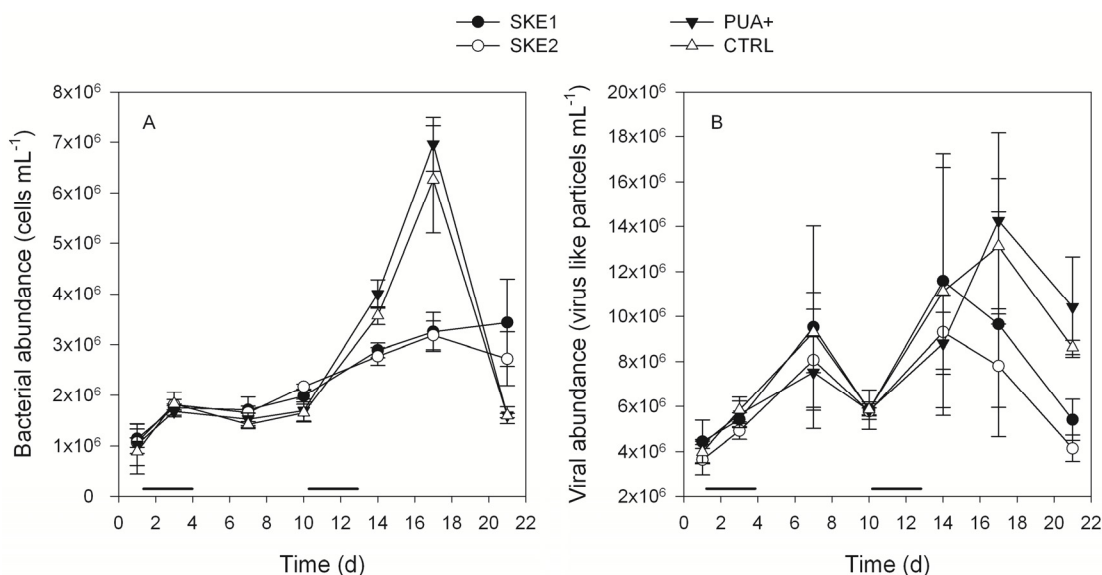 SKE1
SKE2
PUA+
CTRL
A
Bacterial abundance (cells mL⁻¹)
8x10⁶
7x10⁶
6x10⁶
5x10⁶
4x10⁶
3x10⁶
2x10⁶
1x10⁶
0
0 2 4 6 8 10 12 14 16 18 20 22
Time (d)
B
Viral abundance (virus like particels mL⁻¹)
20x10⁶
18x10⁶
16x10⁶
14x10⁶
12x10⁶
10x10⁶
8x10⁶
6x10⁶
4x10⁶
2x10⁶
0 2 4 6 8 10 12 14 16 18 20 22
Time (d)